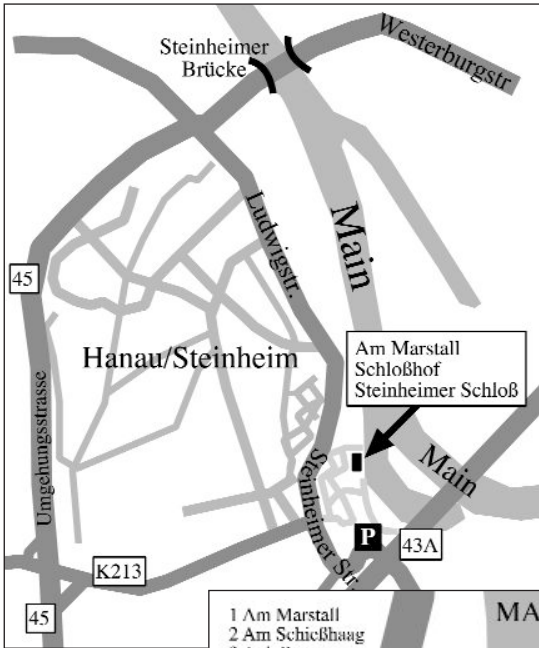 Steinheimer
Brücke
Westerburgstr
Ludwigstr.
Main
45
Am Marstall
Schloßhof
Steinheimer Schloß
Hanau/Steinheim
Umgehungsstrasse
Main
Steinheimer Str.
P
43A
K213
45
1 Am Marstall
MA
2 Am Schießhaag